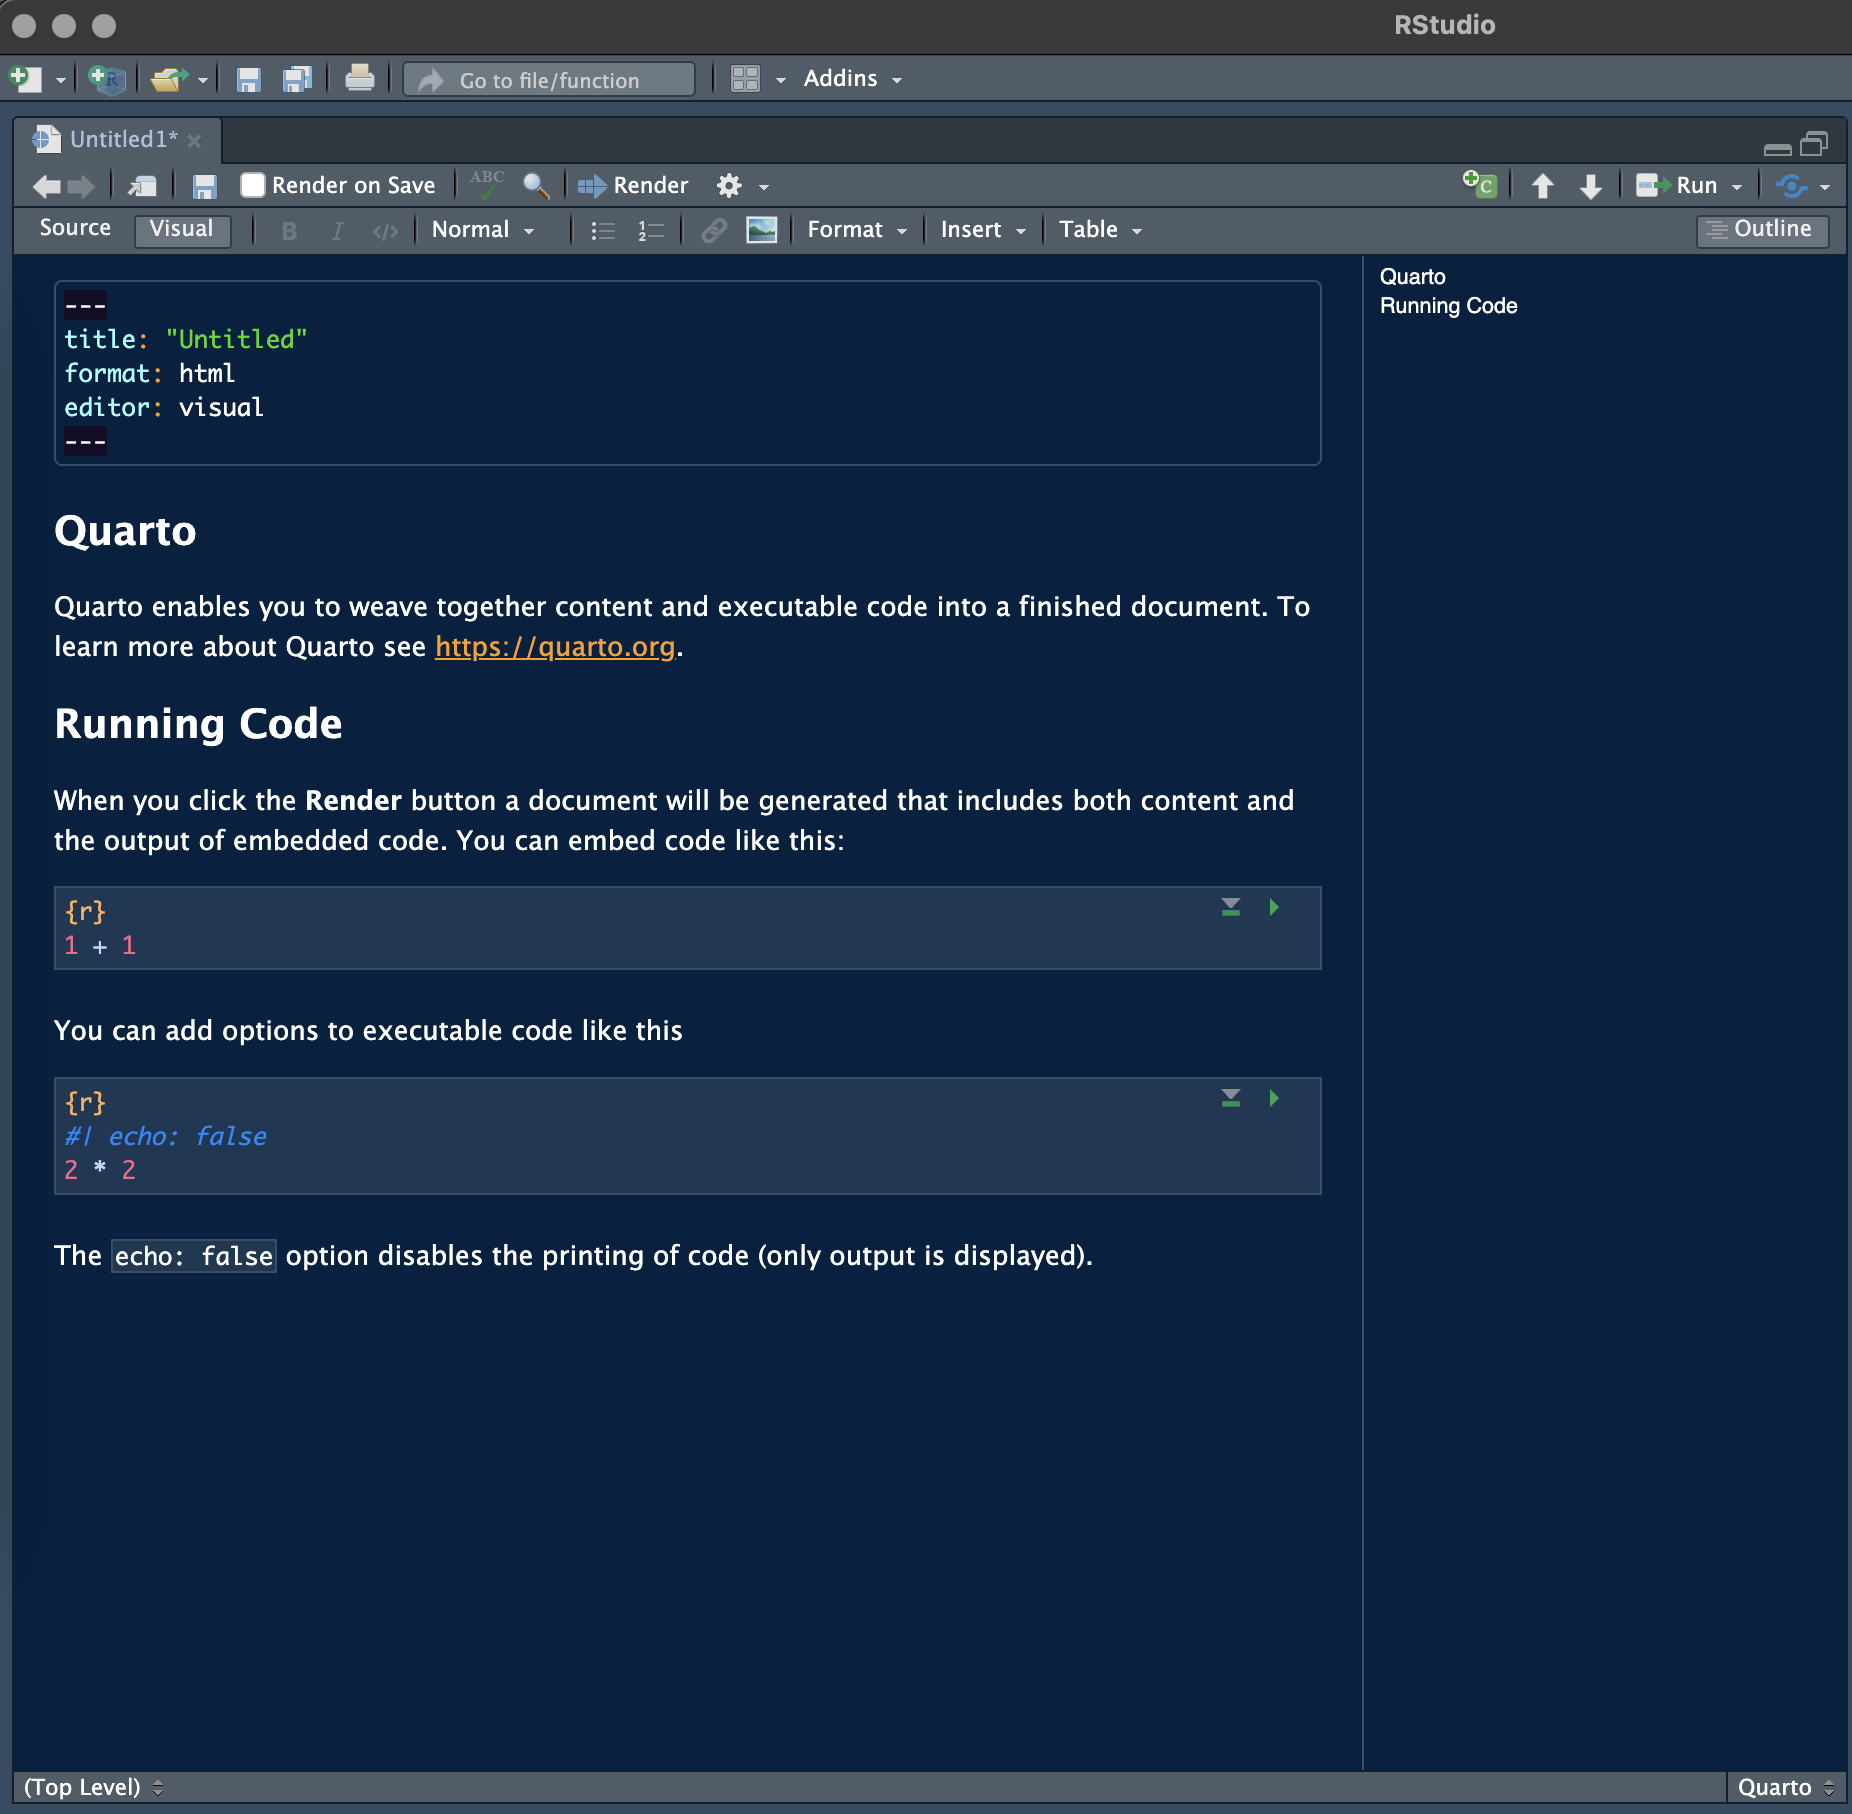 RStudio
Go to file/function
Addins
Untitled1*
Render on Save
ABC
Render
C
Run
Source
Visual
B
I
</>
Normal
1
2
Format
Insert
Table
Outline
---
title: "Untitled"
format: html
editor: visual
---
Quarto
Quarto enables you to weave together content and executable code into a finished document. To
learn more about Quarto see https://quarto.org.
Running Code
When you click the Render button a document will be generated that includes both content and
the output of embedded code. You can embed code like this:
{r}
1 + 1
You can add options to executable code like this
{r}
#| echo: false
2 * 2
The echo: false option disables the printing of code (only output is displayed).
Quarto
Running Code
(Top Level)
Quarto